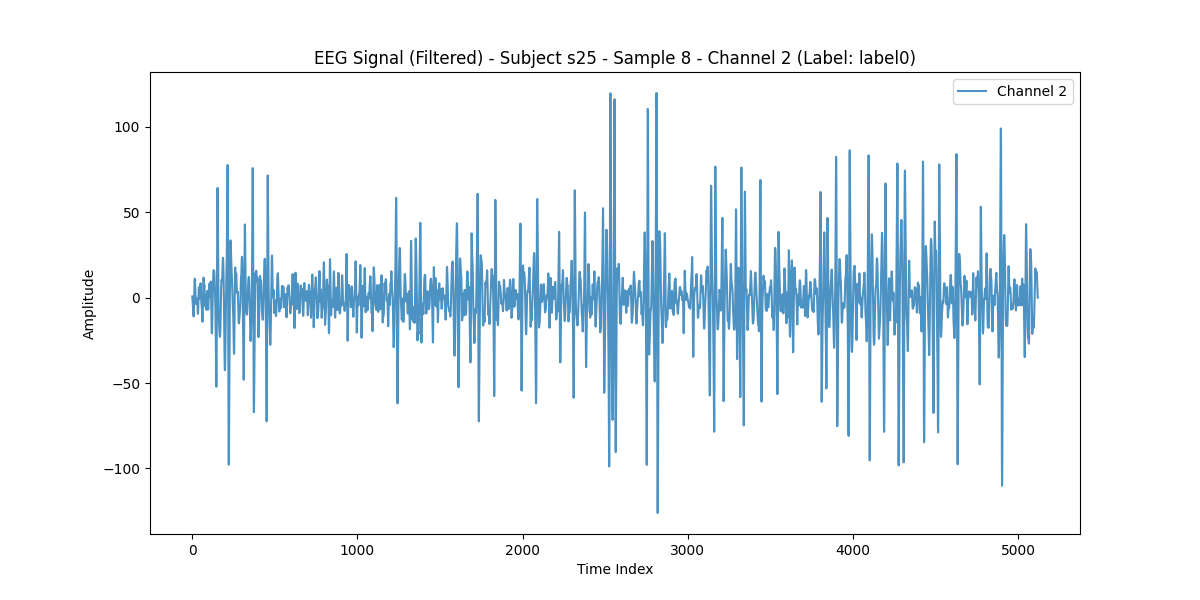 EEG Signal (Filtered) - Subject s25 - Sample 8 - Channel 2 (Label: label0)
Channel 2
100
50
0
−50
−100
Amplitude
0 1000 2000 3000 4000 5000
Time Index